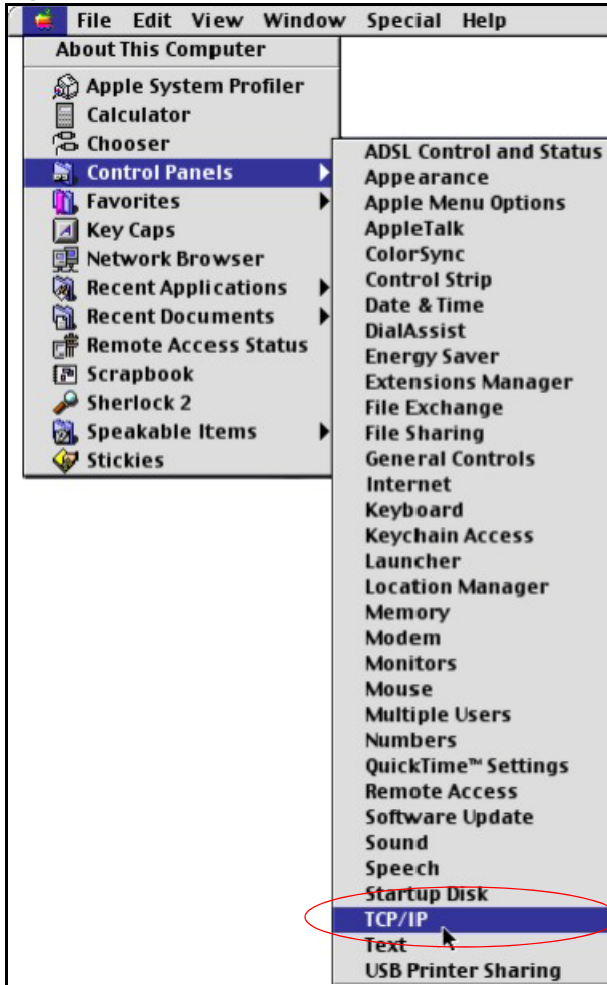 File Edit View Window Special Help
About This Computer
Apple System Profiler
Calculator
Chooser
Control Panels
Favorites
Key Caps
Network Browser
Recent Applications
Recent Documents
Remote Access Status
Scrapbook
Sherlock 2
Speakable Items
Stickies
ADSL Control and Status
Appearance
Apple Menu Options
AppleTalk
ColorSync
Control Strip
Date & Time
DialAssist
Energy Saver
Extensions Manager
File Exchange
File Sharing
General Controls
Internet
Keyboard
Keychain Access
Launcher
Location Manager
Memory
Modem
Monitors
Mouse
Multiple Users
Numbers
QuickTime™ Settings
Remote Access
Software Update
Sound
Speech
Startup Disk
TCP/IP
Text
USB Printer Sharing